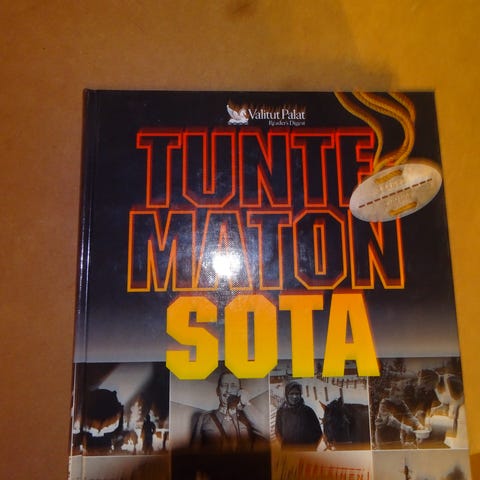 Valitut Palat
Reader's Digest
TUNTE
MATON
SOTA